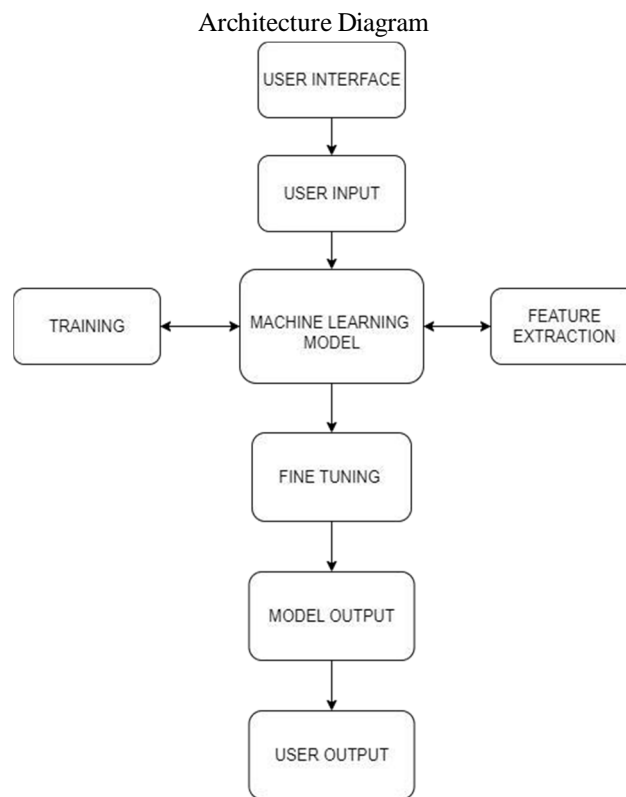 Architecture Diagram
USER INTERFACE
USER INPUT
TRAINING
MACHINE LEARNING
MODEL
FEATURE
EXTRACTION
FINE TUNING
MODEL OUTPUT
USER OUTPUT